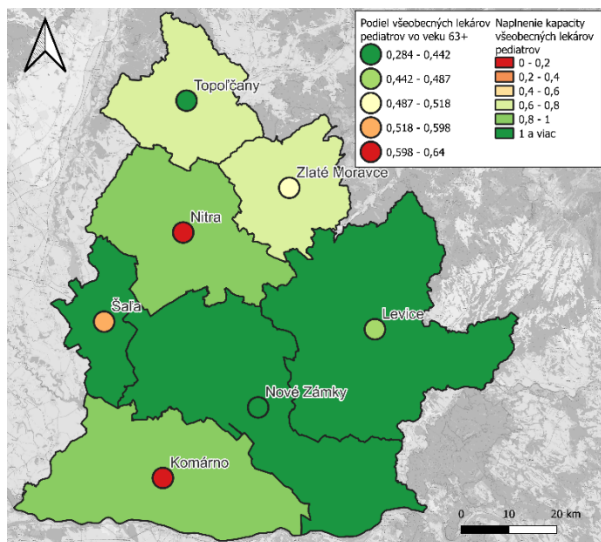 Podiel všeobecných lekárov
pediatrov vo veku 63+
0,284 - 0,442
0,442 - 0,487
0,487 - 0,518
0,518 - 0,598
0,598 - 0,64
Naplnenie kapacity
všeobecných lekárov
pediatrov
0 - 0,2
0,2 - 0,4
0,4 - 0,6
0,6 - 0,8
0,8 - 1
1 a viac
Topoľčany
Zlaté Moravce
Nitra
Šaľa
Levice
Nové Zámky
Komárno
0 10 20 km